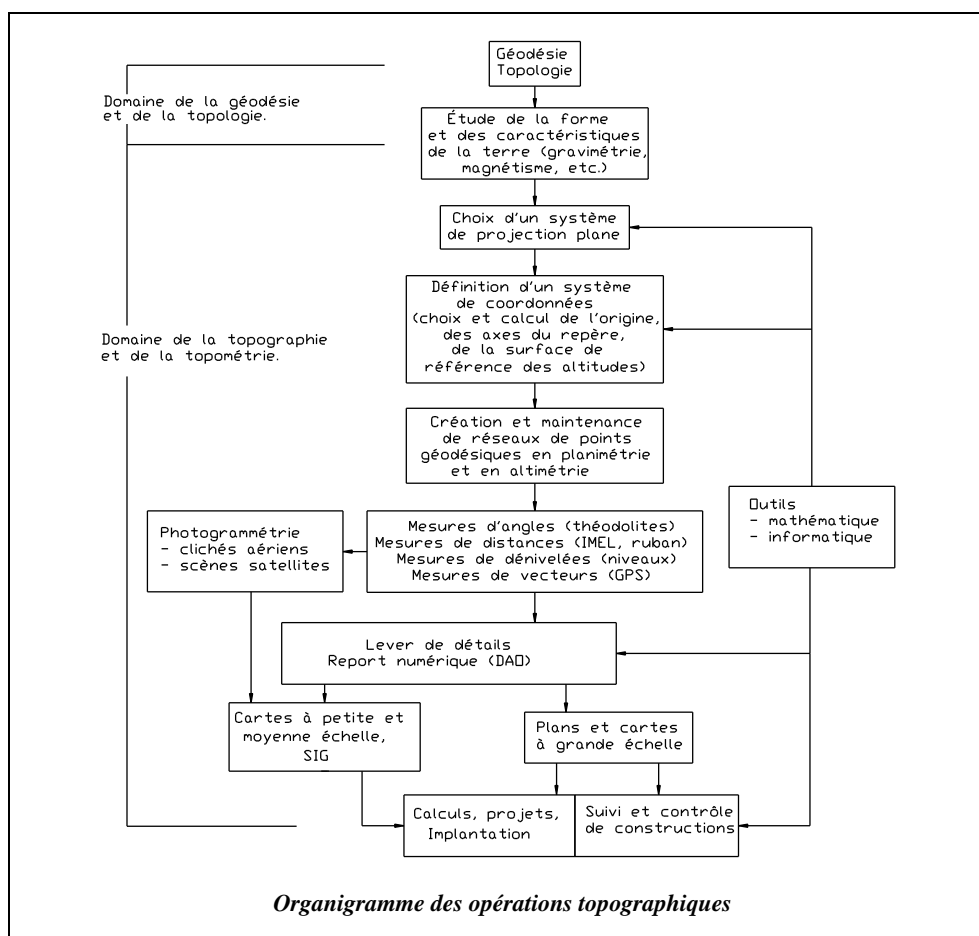 Géodésie
Topologie
Domaine de la géodésie
et de la topologie.
Étude de la forme
et des caractéristiques
de la terre (gravimétrie,
magnétisme, etc.)
Choix d'un système
de projection plane
Définition d'un système
de coordonnées
(choix et calcul de l'origine,
des axes du repère,
de la surface de
référence des altitudes)
Domaine de la topographie
et de la topométrie.
Création et maintenance
de réseaux de points
géodésiques en planimétrie
et en altimétrie
Outils
- mathématique
- informatique
Photogrammétrie
- clichés aériens
- scènes satellites
Mesures d'angles (théodolites)
Mesures de distances (IMEL, ruban)
Mesures de dénivelées (niveaux)
Mesures de vecteurs (GPS)
Lever de détails
Report numérique (DAO)
Cartes à petite et
moyenne échelle,
SIG
Plans et cartes
à grande échelle
Calculs, projets,
Implantation
Suivi et contrôle
de constructions
Organigramme des opérations topographiques